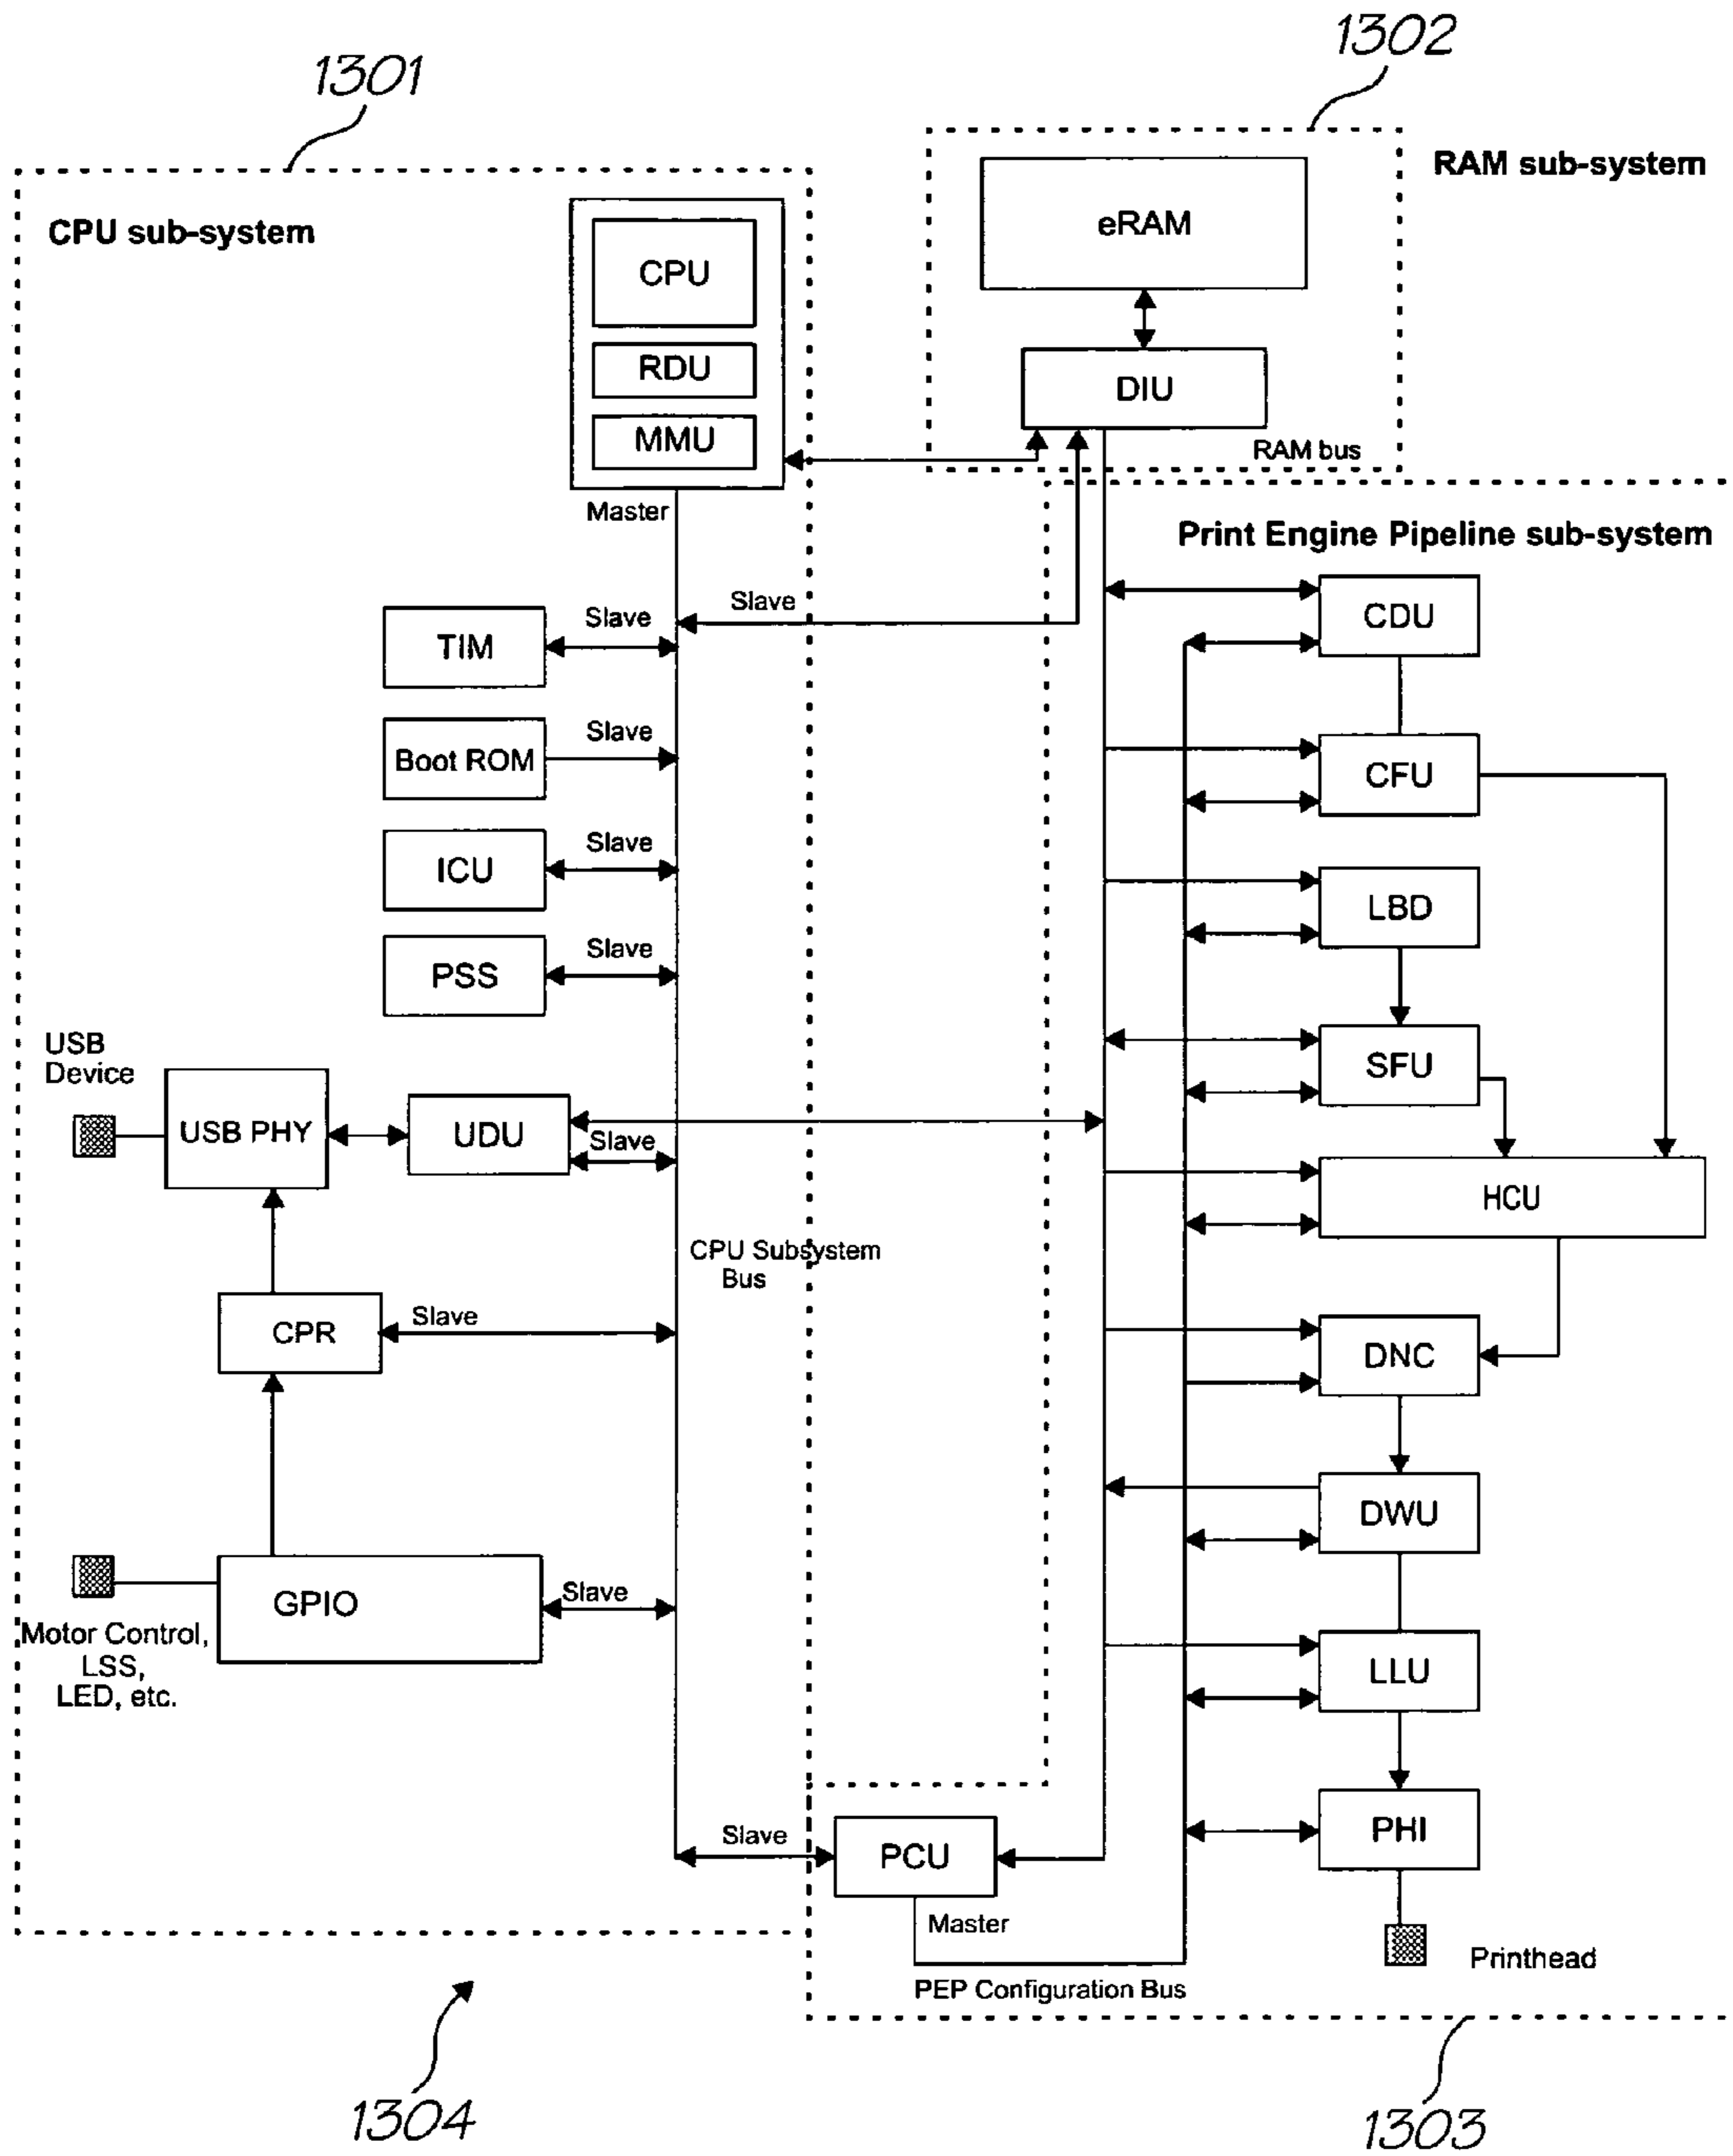 1302
1301
RAM sub-system
CPU sub-system
eRAM
CPU
RDU
DIU
MMU
RAM bus
Master
Print Engine Pipeline sub-system
Slave
Slave
CDU
TIM
Slave
Boot ROM
CFU
Slave
ICU
LBD
Slave
PSS
USB
Device
SFU
USB PHY
UDU
Slave
HCU
CPU Subsystem
Bus
Slave
CPR
DNC
DWU
Slave
GPIO
Motor Control,
LSS,
LED, etc.
LLU
Slave
PCU
PHI
Master
Printhead
PEP Configuration Bus
1304
1303